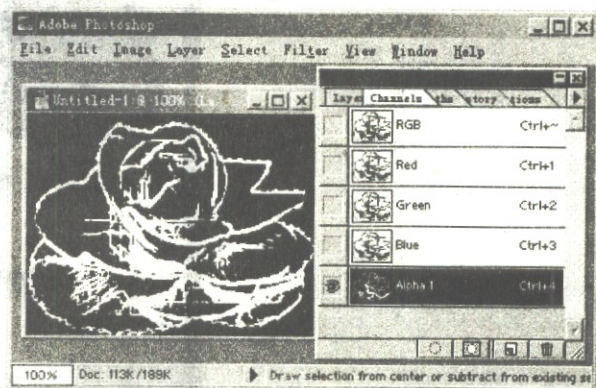 Adobe Photoshop
File Edit Image Layer Select Filter View Window Help
Untitled-1 @ 100%
Channels
RGB Ctrl+~
Red Ctrl+1
Green Ctrl+2
Blue Ctrl+3
Alpha 1 Ctrl+4
100% Doc: 113K/189K Draw selection from center or subtract from existing se